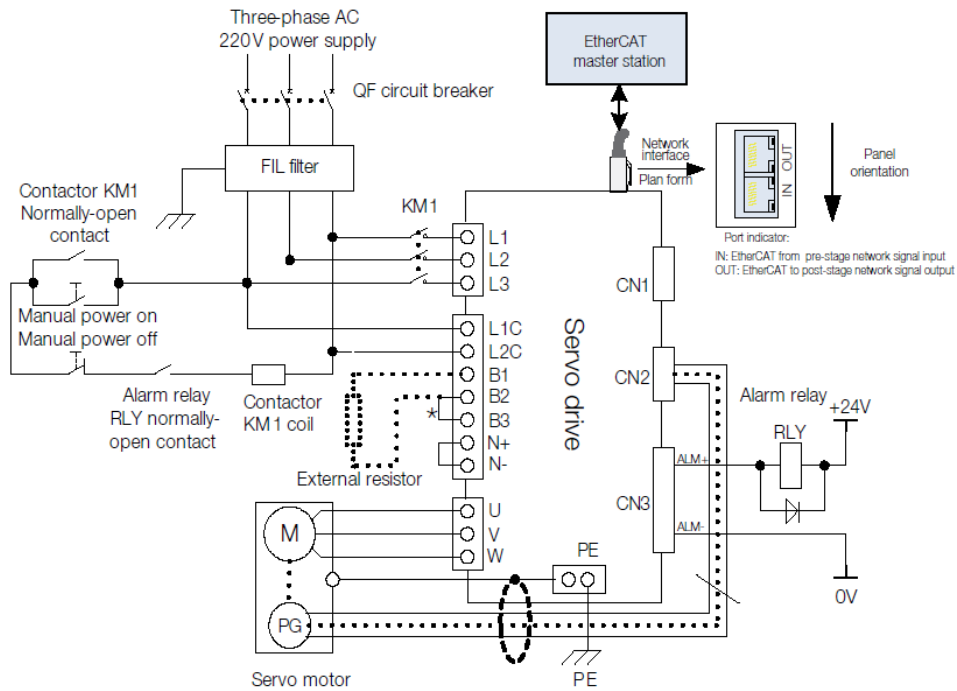 Three-phase AC
220V power supply
QF circuit breaker
EtherCAT
master station
FIL filter
Network
interface
Plan form
OUT
IN
Panel
orientation
Port indicator:
IN: EtherCAT from pre-stage network signal input
OUT: EtherCAT to post-stage network signal output
Contactor KM1
Normally-open
contact
KM1
L1
L2
L3
CN1
Manual power on
Manual power off
L1C
L2C
B1
B2
*
B3
N+
N-
Servo drive
CN2
Alarm relay
RLY normally-
open contact
Contactor
KM1 coil
External resistor
Alarm relay
+24V
RLY
ALM+
CN3
ALM-
0V
U
V
W
M
PE
PG
PE
Servo motor